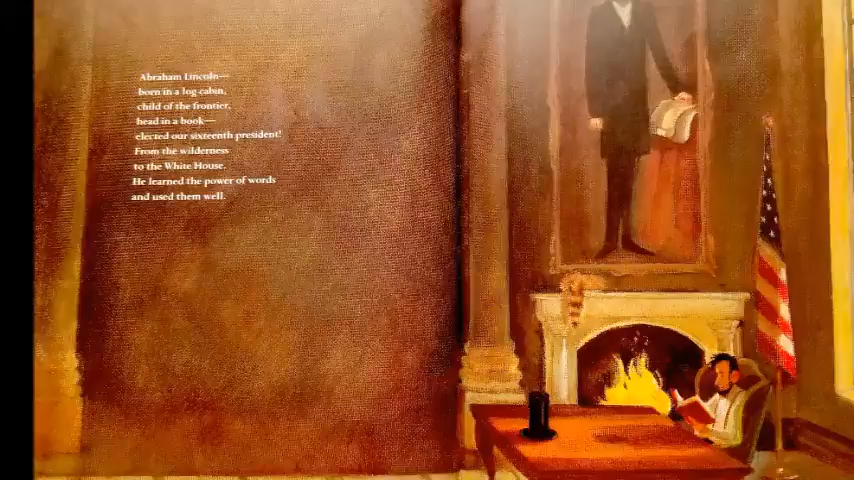 Abraham Lincoln—
born in a log cabin,
child of the frontier,
head in a book—
elected our sixteenth president!
From the wilderness
to the White House.
He learned the power of words
and used them well.